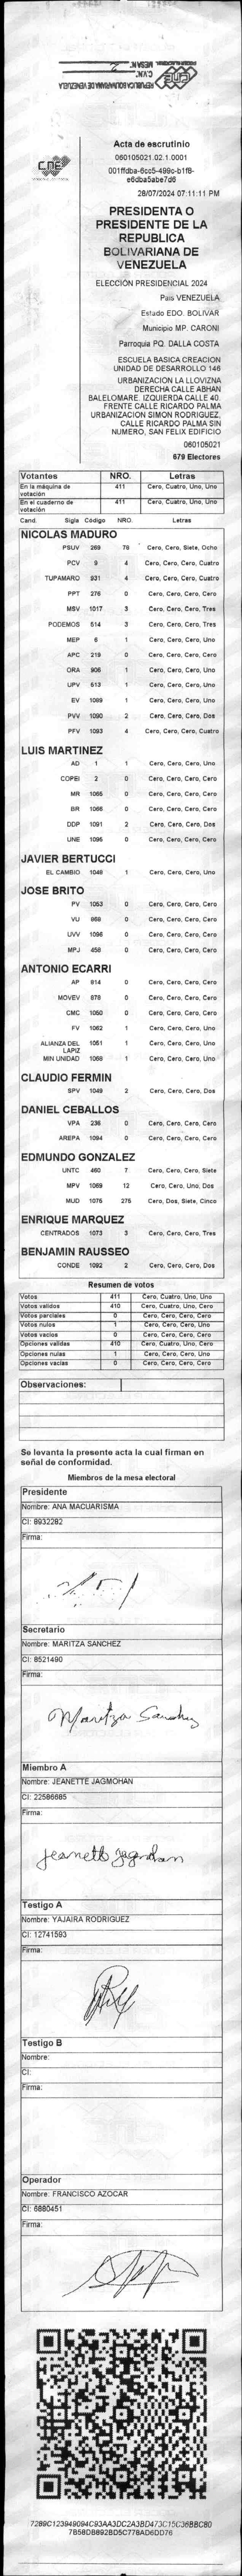 REPÚBLICA BOLIVARIANA DE VENEZUELA
C.V.N.:
MESA Nº: 2
CNE
PODER ELECTORAL
CNE
Acta de escrutinio
060105021.02.1.0001
001ffdba-6cc5-499c-b1f8-
e6dba5abe7d6
28/07/2024 07:11:11 PM
PRESIDENTA O
PRESIDENTE DE LA
REPUBLICA
BOLIVARIANA DE
VENEZUELA
ELECCIÓN PRESIDENCIAL 2024
Pais VENEZUELA
Estado EDO. BOLIVAR
Municipio MP. CARONI
Parroquia PQ. DALLA COSTA
ESCUELA BASICA CREACION
UNIDAD DE DESARROLLO 146
URBANIZACION LA LLOVIZNA
DERECHA CALLE ABHAN
BALELOMARE. IZQUIERDA CALLE 40.
FRENTE CALLE RICARDO PALMA
URBANIZACION SIMON RODRIGUEZ,
CALLE RICARDO PALMA SIN
NUMERO, SAN FELIX EDIFICIO
060105021
679 Electores
Votantes NRO. Letras
En la máquina de votación 411 Cero, Cuatro, Uno, Uno
En el cuaderno de votación 411 Cero, Cuatro, Uno, Uno
Cand. Sigla Código NRO. Letras
NICOLAS MADURO
PSUV 269 78 Cero, Cero, Siete, Ocho
PCV 9 4 Cero, Cero, Cero, Cuatro
TUPAMARO 931 4 Cero, Cero, Cero, Cuatro
PPT 276 0 Cero, Cero, Cero, Cero
MSV 1017 3 Cero, Cero, Cero, Tres
PODEMOS 514 3 Cero, Cero, Cero, Tres
MEP 6 1 Cero, Cero, Cero, Uno
APC 219 0 Cero, Cero, Cero, Cero
ORA 906 1 Cero, Cero, Cero, Uno
UPV 613 1 Cero, Cero, Cero, Uno
EV 1089 1 Cero, Cero, Cero, Uno
PVV 1090 2 Cero, Cero, Cero, Dos
PFV 1093 4 Cero, Cero, Cero, Cuatro
LUIS MARTINEZ
AD 1 1 Cero, Cero, Cero, Uno
COPEI 2 0 Cero, Cero, Cero, Cero
MR 1065 0 Cero, Cero, Cero, Cero
BR 1066 0 Cero, Cero, Cero, Cero
DDP 1091 2 Cero, Cero, Cero, Dos
UNE 1095 0 Cero, Cero, Cero, Cero
JAVIER BERTUCCI
EL CAMBIO 1048 1 Cero, Cero, Cero, Uno
JOSE BRITO
PV 1053 0 Cero, Cero, Cero, Cero
VU 868 0 Cero, Cero, Cero, Cero
UVV 1096 0 Cero, Cero, Cero, Cero
MPJ 458 0 Cero, Cero, Cero, Cero
ANTONIO ECARRI
AP 814 0 Cero, Cero, Cero, Cero
MOVEV 878 0 Cero, Cero, Cero, Cero
CMC 1050 0 Cero, Cero, Cero, Cero
FV 1062 1 Cero, Cero, Cero, Uno
ALIANZA DEL LAPIZ 1051 1 Cero, Cero, Cero, Uno
MIN UNIDAD 1068 1 Cero, Cero, Cero, Uno
CLAUDIO FERMIN
SPV 1049 2 Cero, Cero, Cero, Dos
DANIEL CEBALLOS
VPA 236 0 Cero, Cero, Cero, Cero
AREPA 1094 0 Cero, Cero, Cero, Cero
EDMUNDO GONZALEZ
UNTC 460 7 Cero, Cero, Cero, Siete
MPV 1059 12 Cero, Cero, Uno, Dos
MUD 1075 275 Cero, Dos, Siete, Cinco
ENRIQUE MARQUEZ
CENTRADOS 1073 3 Cero, Cero, Cero, Tres
BENJAMIN RAUSSEO
CONDE 1092 2 Cero, Cero, Cero, Dos
Resumen de votos
Votos 411 Cero, Cuatro, Uno, Uno
Votos validos 410 Cero, Cuatro, Uno, Cero
Votos parciales 0 Cero, Cero, Cero, Cero
Votos nulos 1 Cero, Cero, Cero, Uno
Votos vacios 0 Cero, Cero, Cero, Cero
Opciones validas 410 Cero, Cuatro, Uno, Cero
Opciones nulas 1 Cero, Cero, Cero, Uno
Opciones vacias 0 Cero, Cero, Cero, Cero
Observaciones:
Se levanta la presente acta la cual firman en
señal de conformidad.
Miembros de la mesa electoral
Presidente
Nombre: ANA MACUARISMA
CI: 8932282
Firma:
Secretario
Nombre: MARITZA SANCHEZ
CI: 8521490
Firma:
Maritza Sanchez
Miembro A
Nombre: JEANETTE JAGMOHAN
CI: 22586685
Firma:
Jeanette Jagmohan
Testigo A
Nombre: YAJAIRA RODRIGUEZ
CI: 12741593
Firma:
Testigo B
Nombre:
CI:
Firma:
Operador
Nombre: FRANCISCO AZOCAR
CI: 6880451
Firma:
7289C123949094C93AA3DC2A3BD473C15C36BBC80
7B58DB892BD5C778AD6DD76